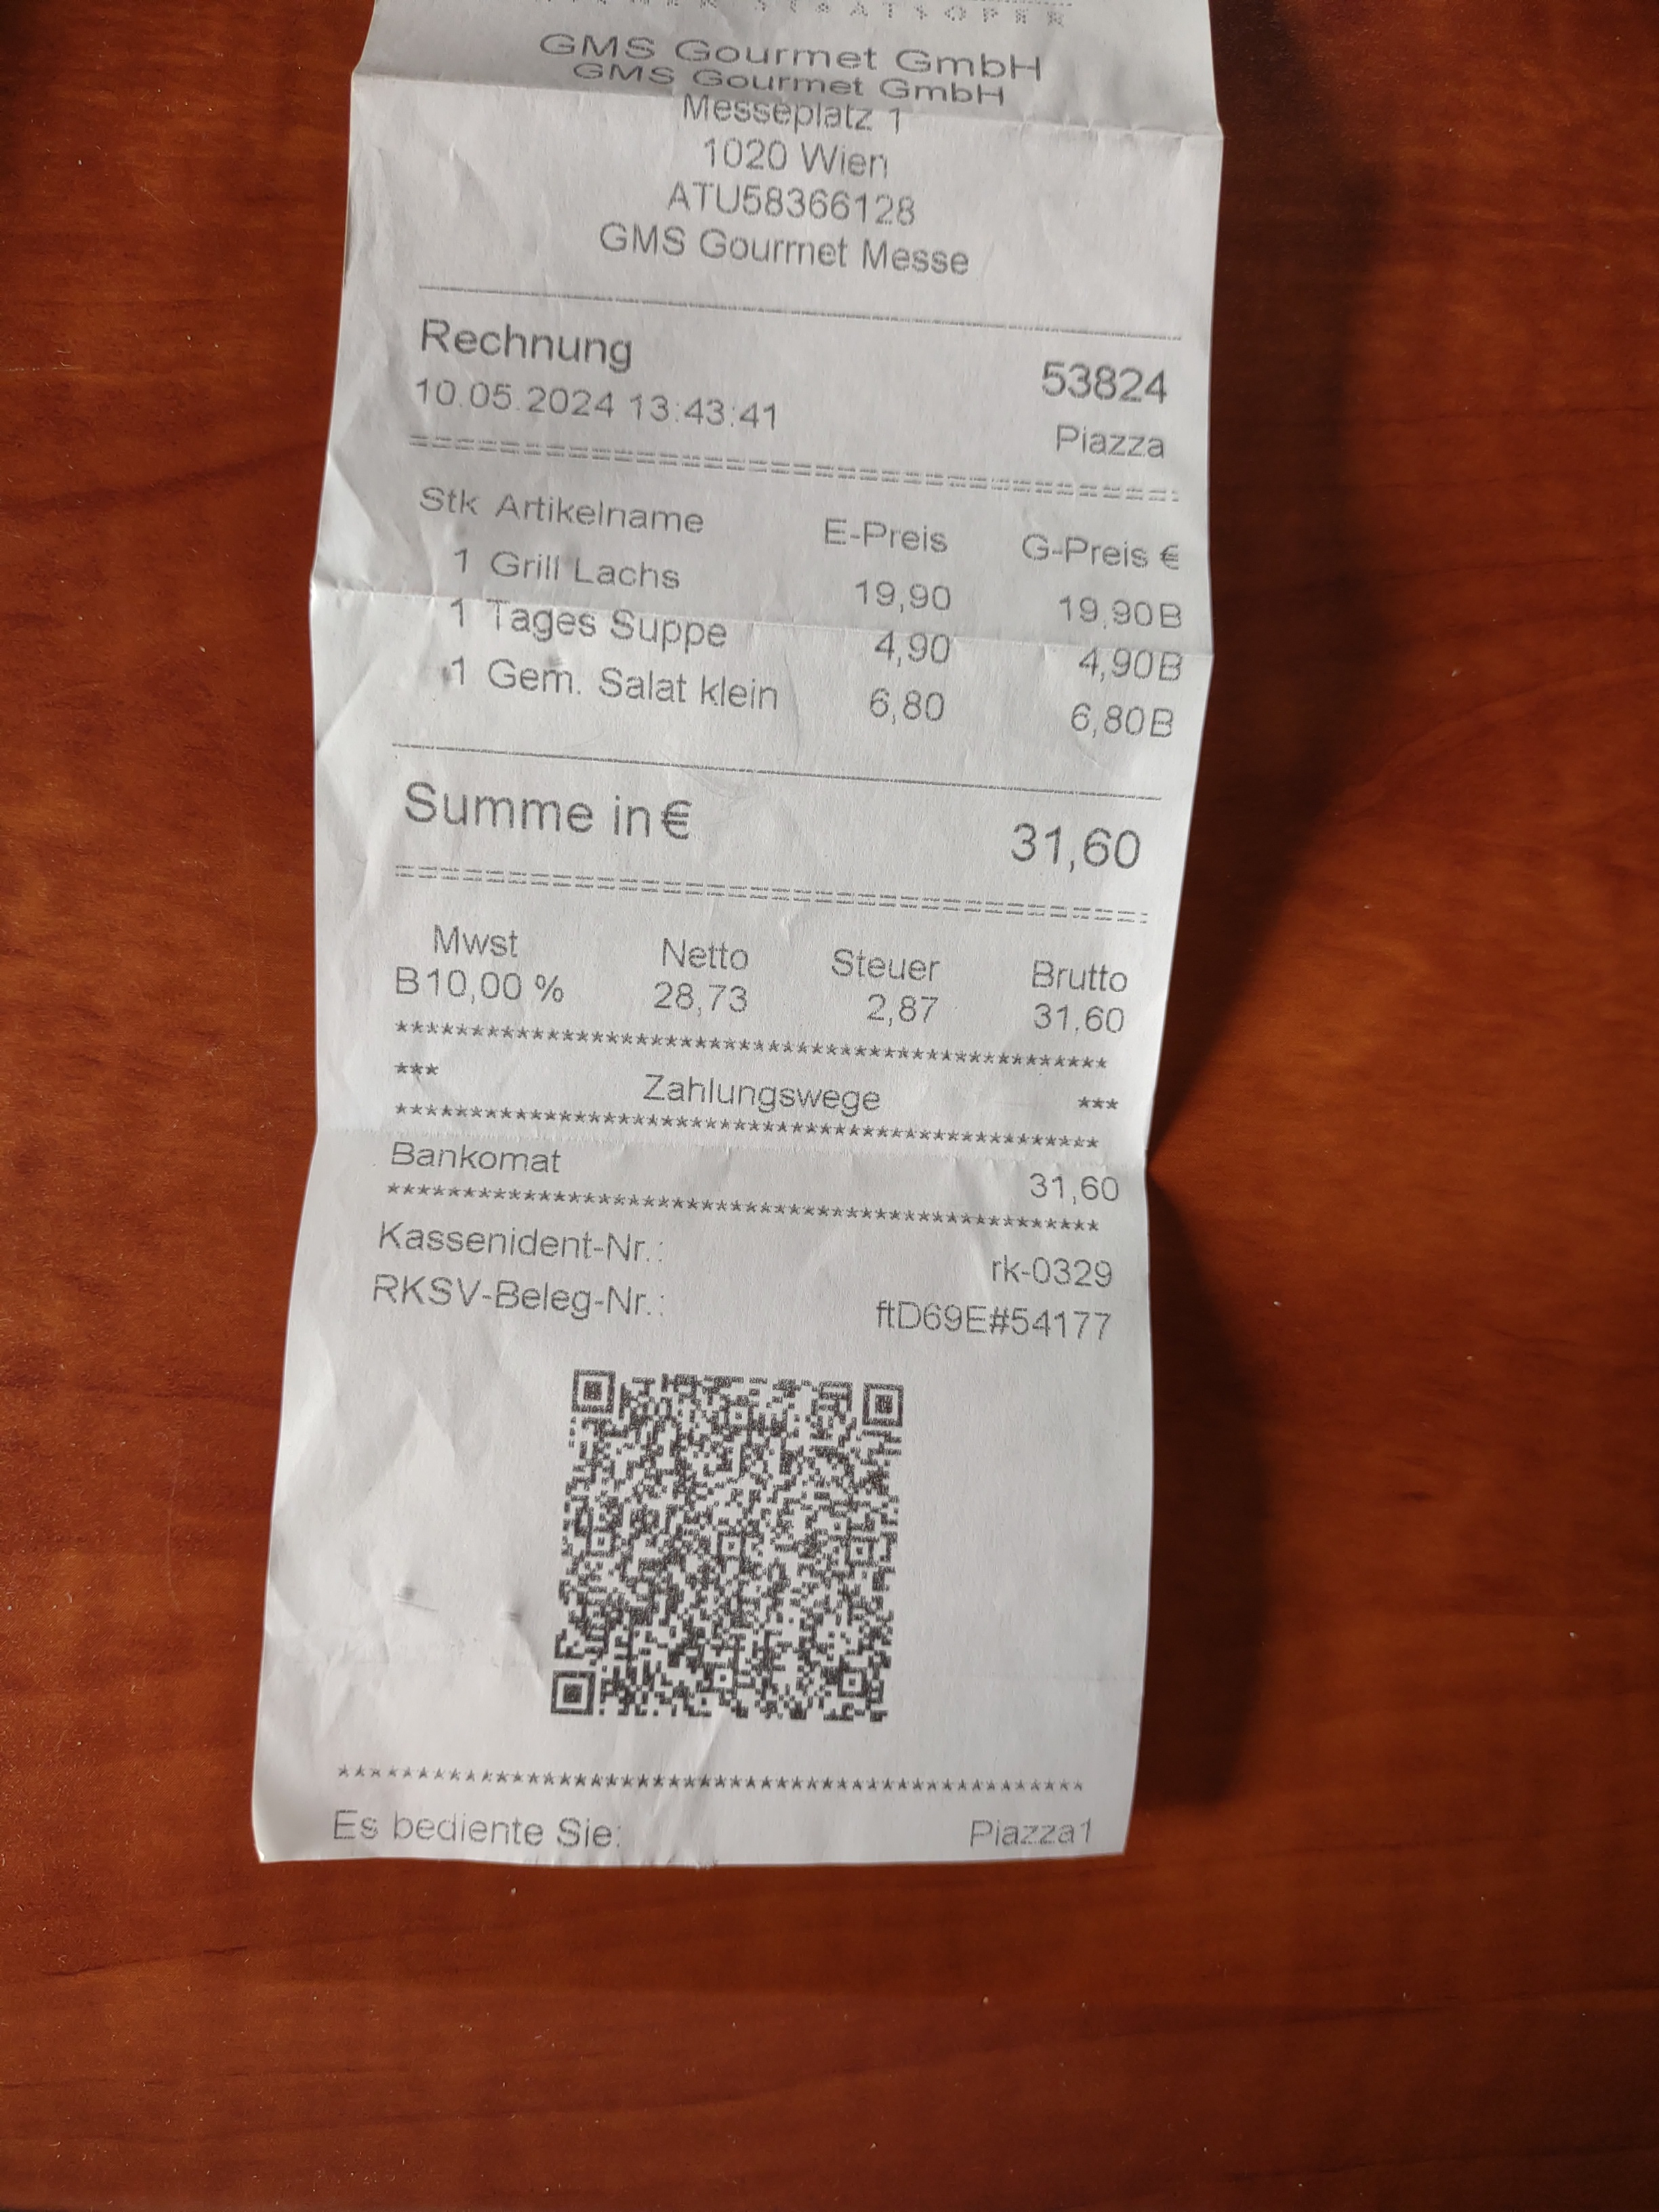 STAATSOPER
GMS Gourmet GmbH
GMS Gourmet GmbH
Messeplatz 1
1020 Wien
ATU58366128
GMS Gourmet Messe
Rechnung 53824
10.05.2024 13:43:41 Piazza
Stk Artikelname E-Preis G-Preis €
1 Grill Lachs 19,90 19,90B
1 Tages Suppe 4,90 4,90B
1 Gem. Salat klein 6,80 6,80B
Summe in€ 31,60
Mwst Netto Steuer Brutto
B10,00 % 28,73 2,87 31,60
*** Zahlungswege ***
Bankomat 31,60
Kassenident-Nr.: rk-0329
RKSV-Beleg-Nr.: ftD69E#54177
Es bediente Sie: Piazza1